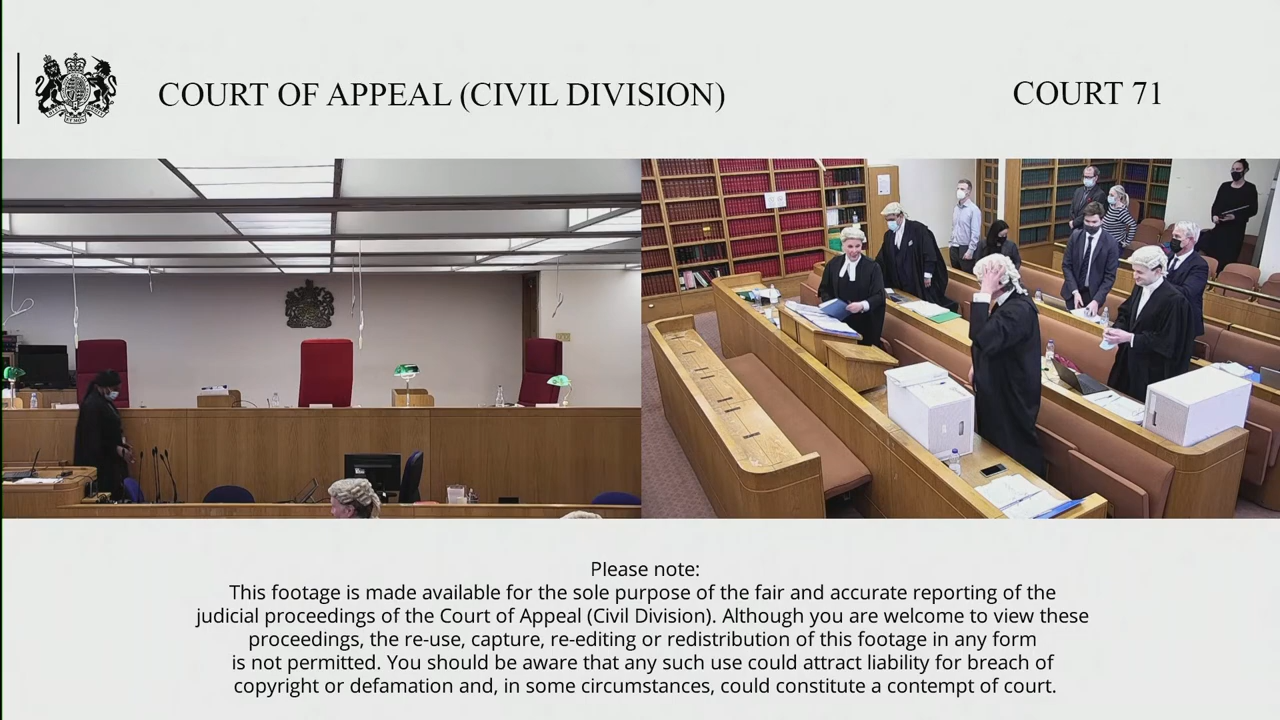 COURT OF APPEAL (CIVIL DIVISION)
COURT 71
Please note:
This footage is made available for the sole purpose of the fair and accurate reporting of the
judicial proceedings of the Court of Appeal (Civil Division). Although you are welcome to view these
proceedings, the re-use, capture, re-editing or redistribution of this footage in any form
is not permitted. You should be aware that any such use could attract liability for breach of
copyright or defamation and, in some circumstances, could constitute a contempt of court.